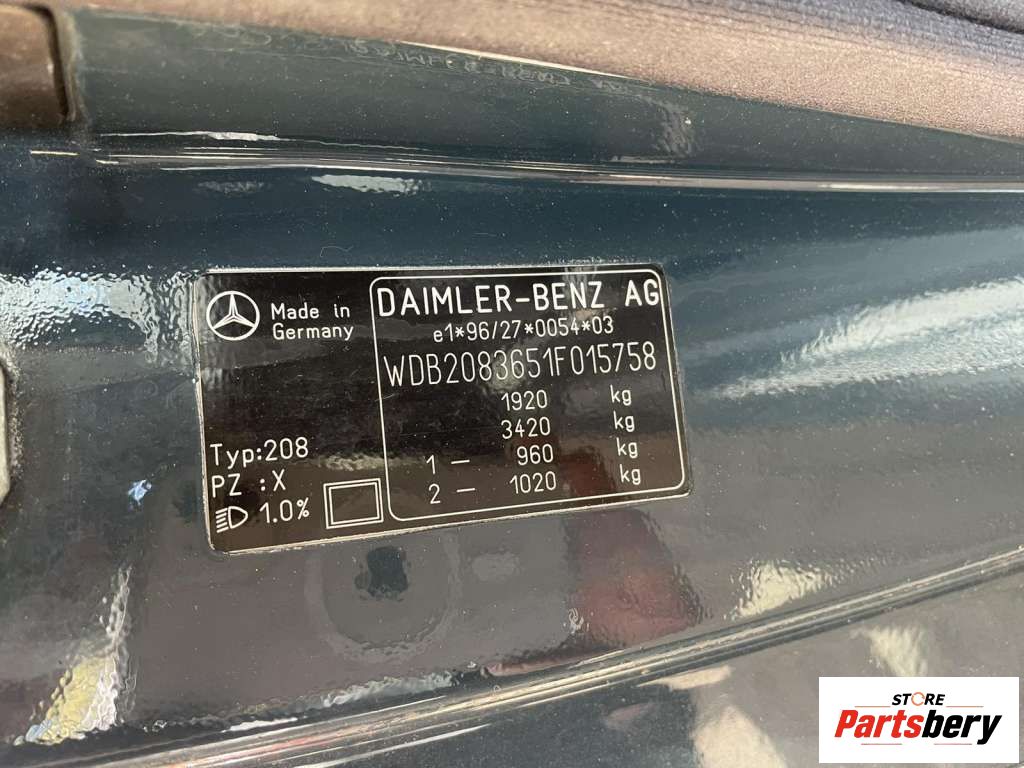 Made in
Germany
DAIMLER-BENZ AG
e1*96/27*0054*03
WDB2083651F015758
1920 kg
3420 kg
1 — 960 kg
2 — 1020 kg
Typ:208
PZ :X
1.0%
STORE
Partsbery